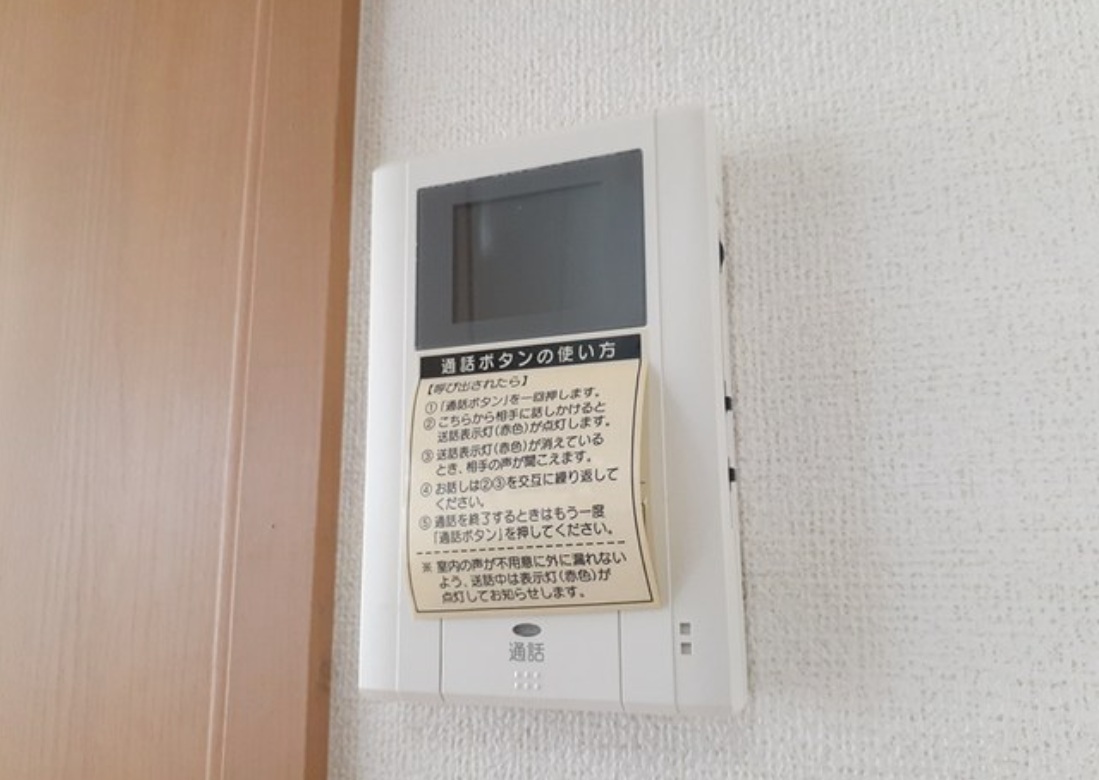 通話ボタンの使い方
【呼び出されたら】
①「通話ボタン」を一回押します。
②こちらから相手に話しかけると
送話表示灯(赤色)が点灯します。
③送話表示灯(赤色)が消えている
とき、相手の声が聞こえます。
④お話しは②③を交互に繰り返して
ください。
⑤通話を終了するときはもう一度
「通話ボタン」を押してください。
※室内の声が不用意に外に漏れない
よう、送話中は表示灯(赤色)が
点灯してお知らせします。
通話